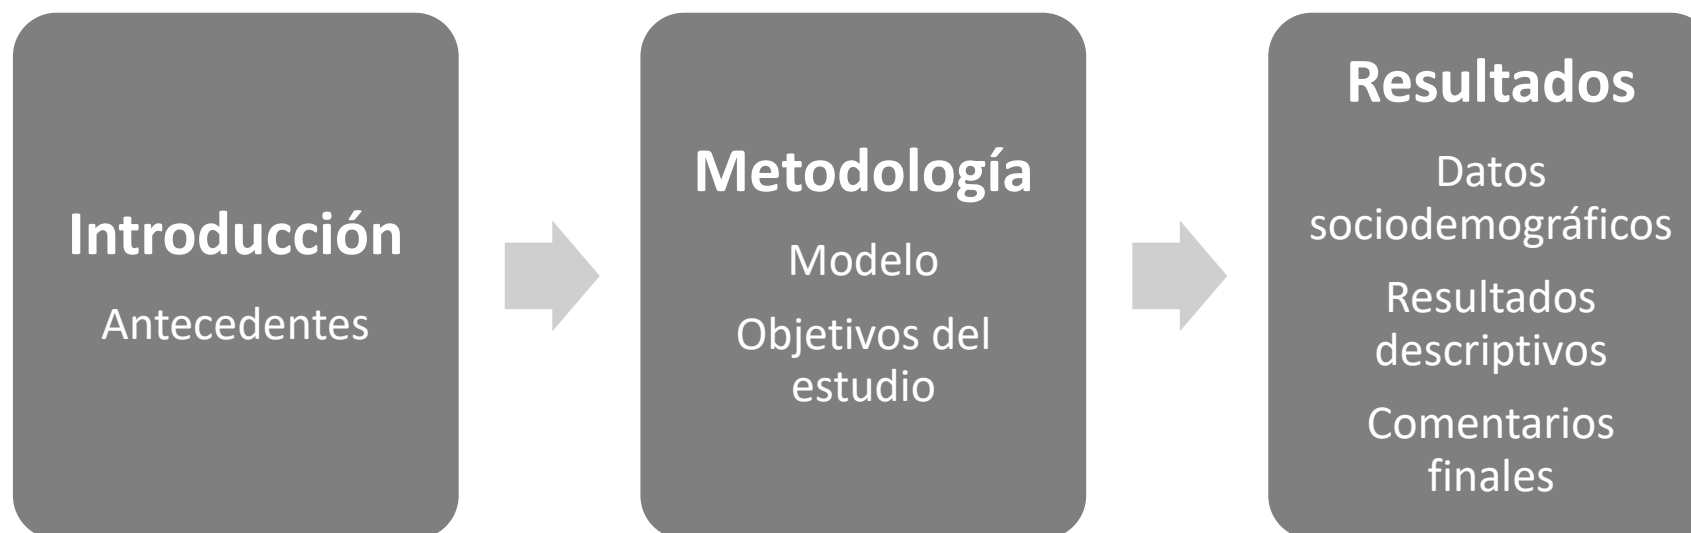 Introducción
Antecedentes
Metodología
Modelo
Objetivos del
estudio
Resultados
Datos
sociodemográficos
Resultados
descriptivos
Comentarios
finales